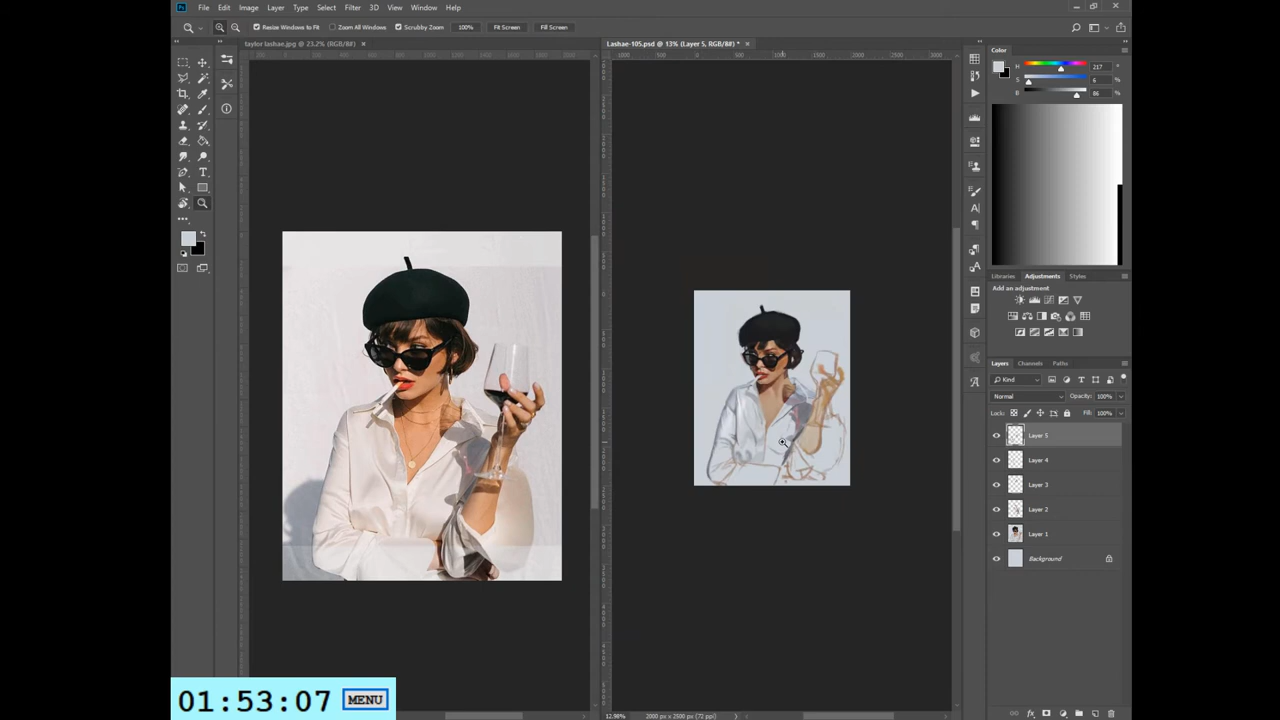 File Edit Image Layer Type Select Filter 3D View Window Help
Resize Windows to Fit Zoom All Windows Scrubby Zoom 100% Fit Screen Fill Screen
taylor lashae.jpg @ 23.2% (RGB/8#) ×
Lashae-105.psd @ 13% (Layer 5, RGB/8#) * ×
Color
H 217 °
S 6 %
B 86 %
Libraries Adjustments Styles
Add an adjustment
Layers Channels Paths
Kind
Normal Opacity: 100%
Lock: Fill: 100%
Layer 5
Layer 4
Layer 3
Layer 2
Layer 1
Background
12.98% 2000 px x 2500 px (72 ppi)
01:53:07 MENU